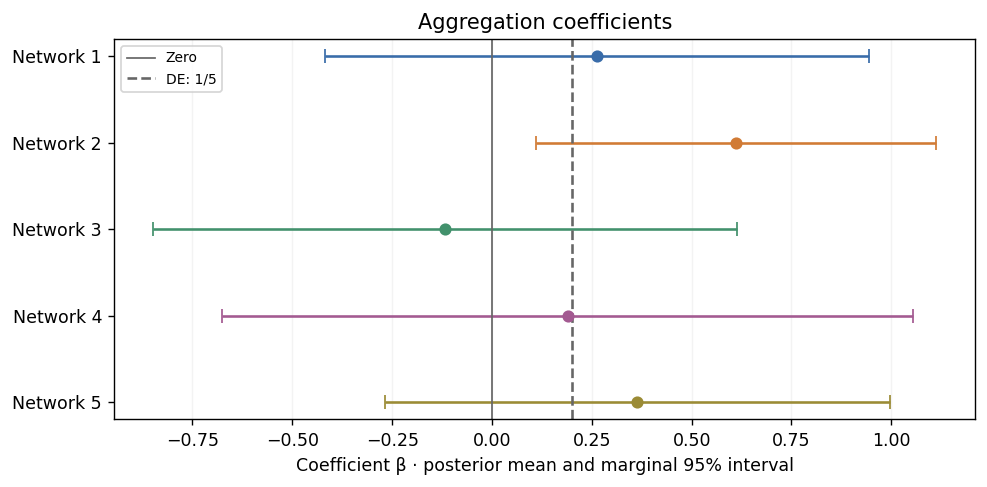 Aggregation coefficients
Zero
DE: 1/5
Network 1
Network 2
Network 3
Network 4
Network 5
−0.75 −0.50 −0.25 0.00 0.25 0.50 0.75 1.00
Coefficient β · posterior mean and marginal 95% interval